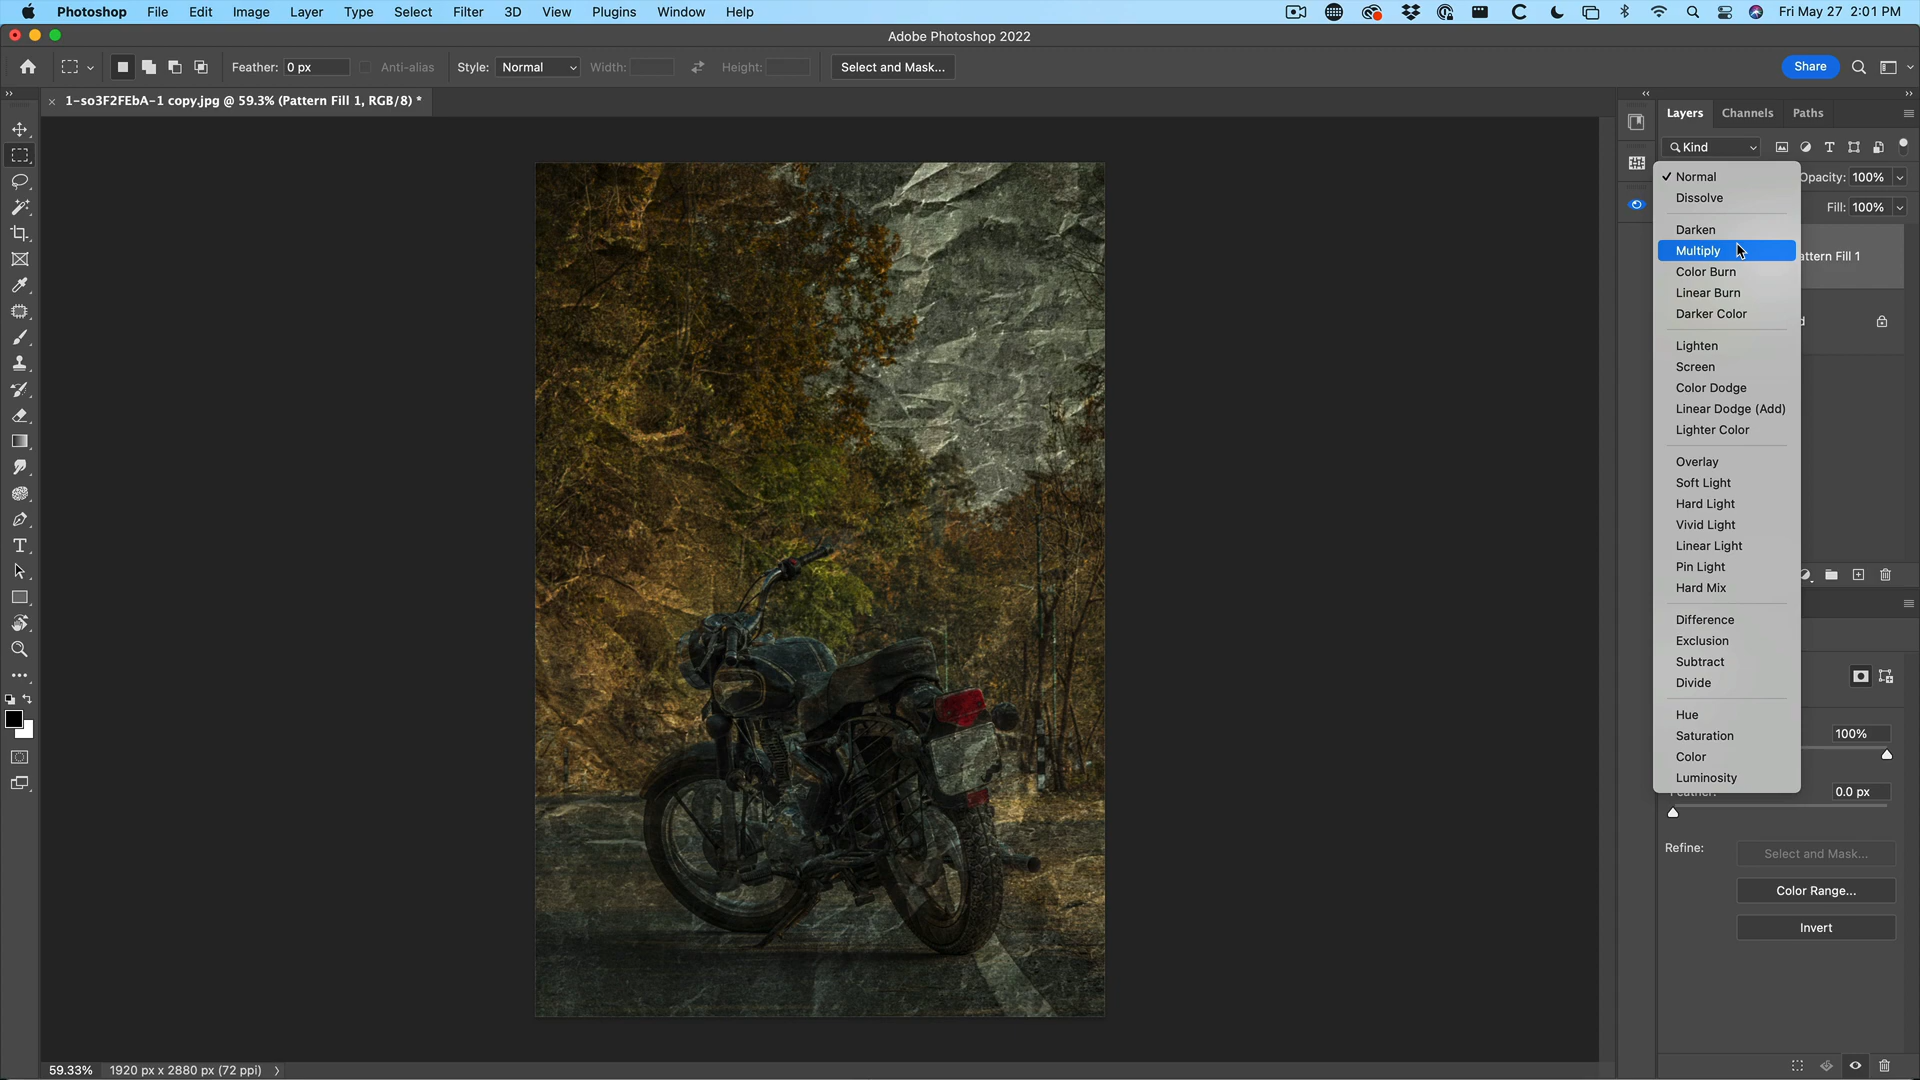 Photoshop File Edit Image Layer Type Select Filter 3D View Plugins Window Help Fri May 27 2:01 PM
Adobe Photoshop 2022
Feather: 0 px Anti-alias Style: Normal Width: Height: Select and Mask... Share
1-so3F2FEbA-1 copy.jpg @ 59.3% (Pattern Fill 1, RGB/8) *
Layers Channels Paths
Kind
Normal
Opacity: 100%
Dissolve
Fill: 100%
Darken
Multiply
attern Fill 1
Color Burn
Linear Burn
Darker Color
d
Lighten
Screen
Color Dodge
Linear Dodge (Add)
Lighter Color
Overlay
Soft Light
Hard Light
Vivid Light
Linear Light
Pin Light
Hard Mix
Difference
Exclusion
Subtract
Divide
Hue
Saturation
100%
Color
Luminosity
Feather: 0.0 px
Refine: Select and Mask...
Color Range...
Invert
59.33% 1920 px x 2880 px (72 ppi)